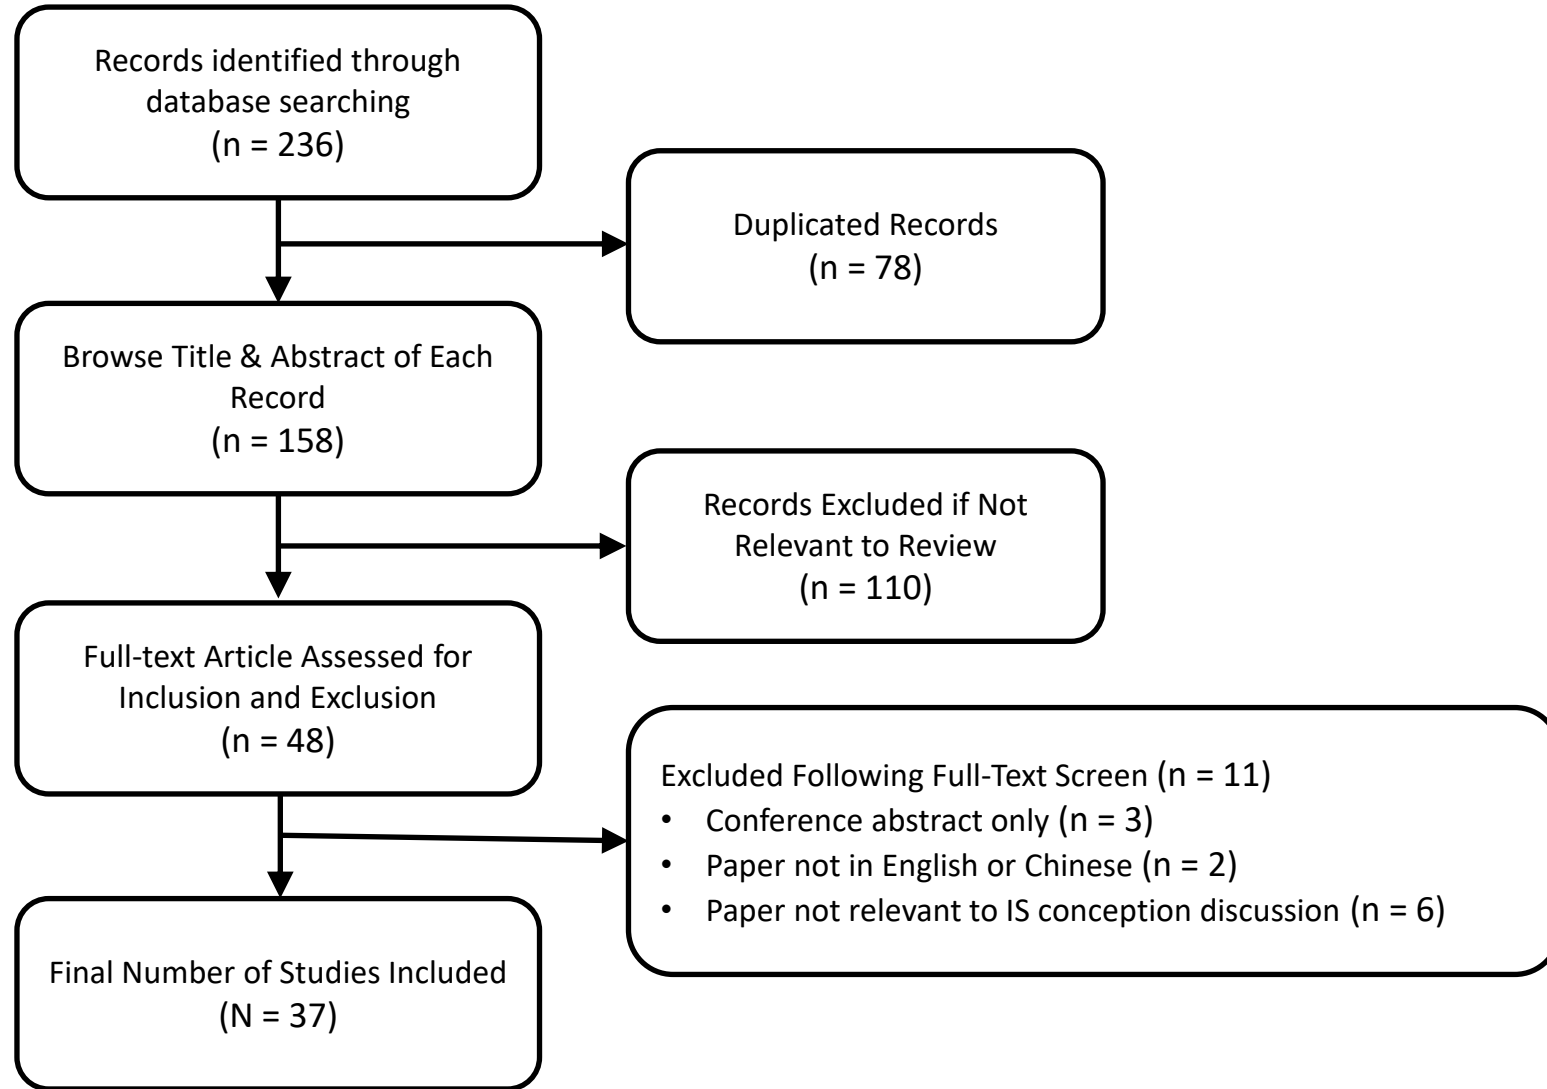 Records identified through
database searching
(n = 236)
Duplicated Records
(n = 78)
Browse Title & Abstract of Each
Record
(n = 158)
Records Excluded if Not
Relevant to Review
(n = 110)
Full-text Article Assessed for
Inclusion and Exclusion
(n = 48)
Excluded Following Full-Text Screen (n = 11)
• Conference abstract only (n = 3)
• Paper not in English or Chinese (n = 2)
• Paper not relevant to IS conception discussion (n = 6)
Final Number of Studies Included
(N = 37)